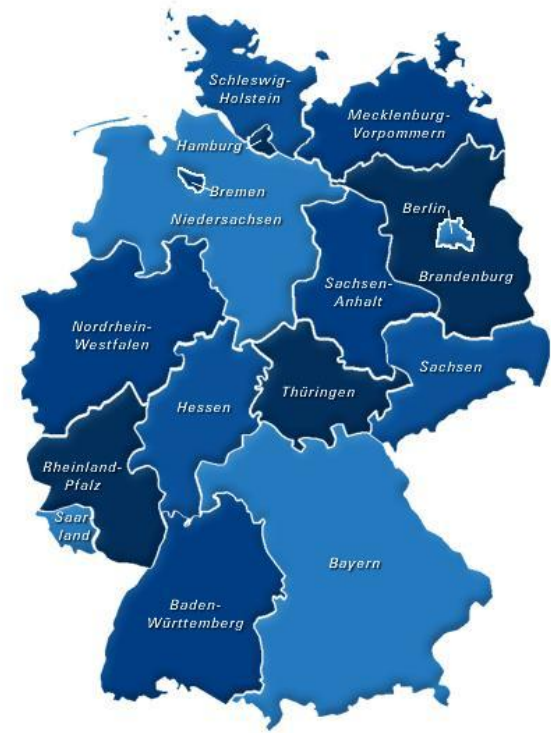 Schleswig-
Holstein
Mecklenburg-
Vorpommern
Hamburg
Bremen
Niedersachsen
Berlin
Brandenburg
Sachsen-
Anhalt
Nordrhein-
Westfalen
Sachsen
Thüringen
Hessen
Rheinland-
Pfalz
Saar
land
Bayern
Baden-
Württemberg